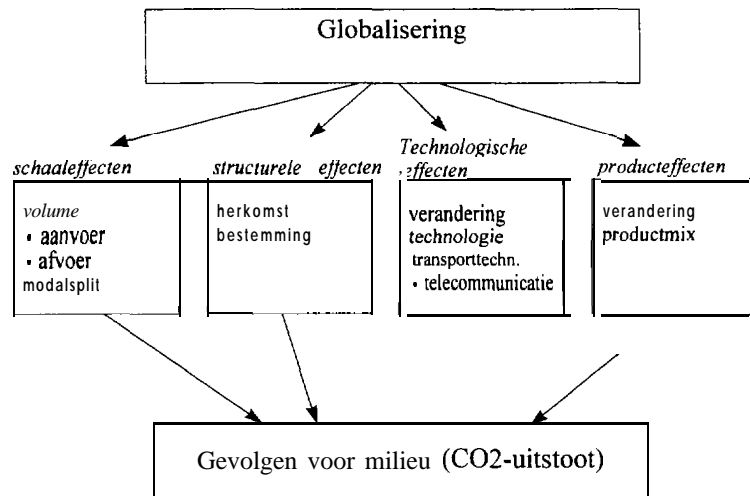 Globalisering
schaaleffecten
volume
• aanvoer
• afvoer
modalsplit
structurele effecten
herkomst
bestemming
Technologische
effecten
verandering
technologie
transporttechn.
• telecommunicatie
producteffecten
verandering
productmix
Gevolgen voor milieu (CO2-uitstoot)